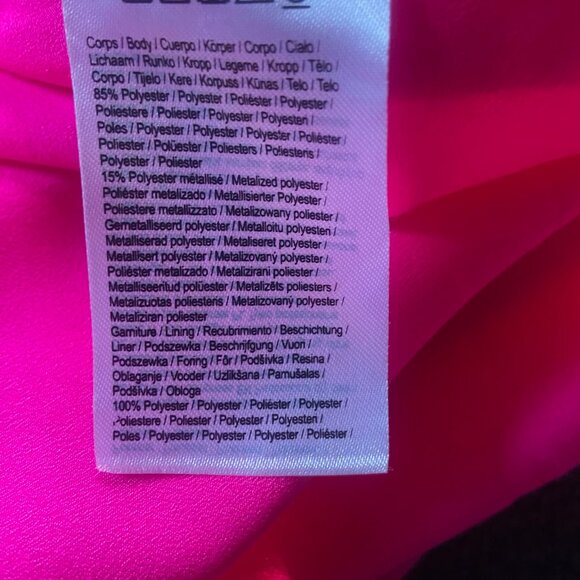 Corps / Body / Cuerpo / Körper / Corpo / Ciało /
Lichaam / Runko / Kropp / Lageme / Kropp / Tělo /
Corpo / Tijelo / Kere / Korpuss / Kūnas / Telo / Telo
85% Polyester / Polyester / Poliéster / Polyester /
Poliestere / Poliester / Polyester / Polyesteri /
Poles / Polyester / Polyester / Polyester / Poliéster /
Poliester / Polüester / Poliesters / Poliesteris /
Polyester / Poliester
15% Polyester métallisé / Metalized polyester /
Poliéster metalizado / Metallisierter Polyester /
Poliestere metallizzato / Metalizowany poliester /
Gemetalliseerd polyester / Metalloitu polyesteri /
Metalliserad polyester / Metaliseret polyester /
Metallisert polyester / Metalizovaný polyester /
Poliéster metalizado / Metalizirani poliester /
Metalliseeritud polüester / Metalizēts poliesters /
Metalizuotas poliesteris / Metalizovaný polyester /
Metaliziran poliester
Garniture / Lining / Recubrimiento / Beschichtung /
Liner / Podszewka / Beschrijfgung / Vuori /
Podszewka / Foring / Fôr / Podšívka / Resina /
Oblaganje / Vooder / Uzlikšana / Pamušalas /
Podšívka / Obloga
100% Polyester / Polyester / Poliéster / Polyester /
Poliestere / Poliester / Polyester / Polyesteri /
Poles / Polyester / Polyester / Polyester / Poliéster /